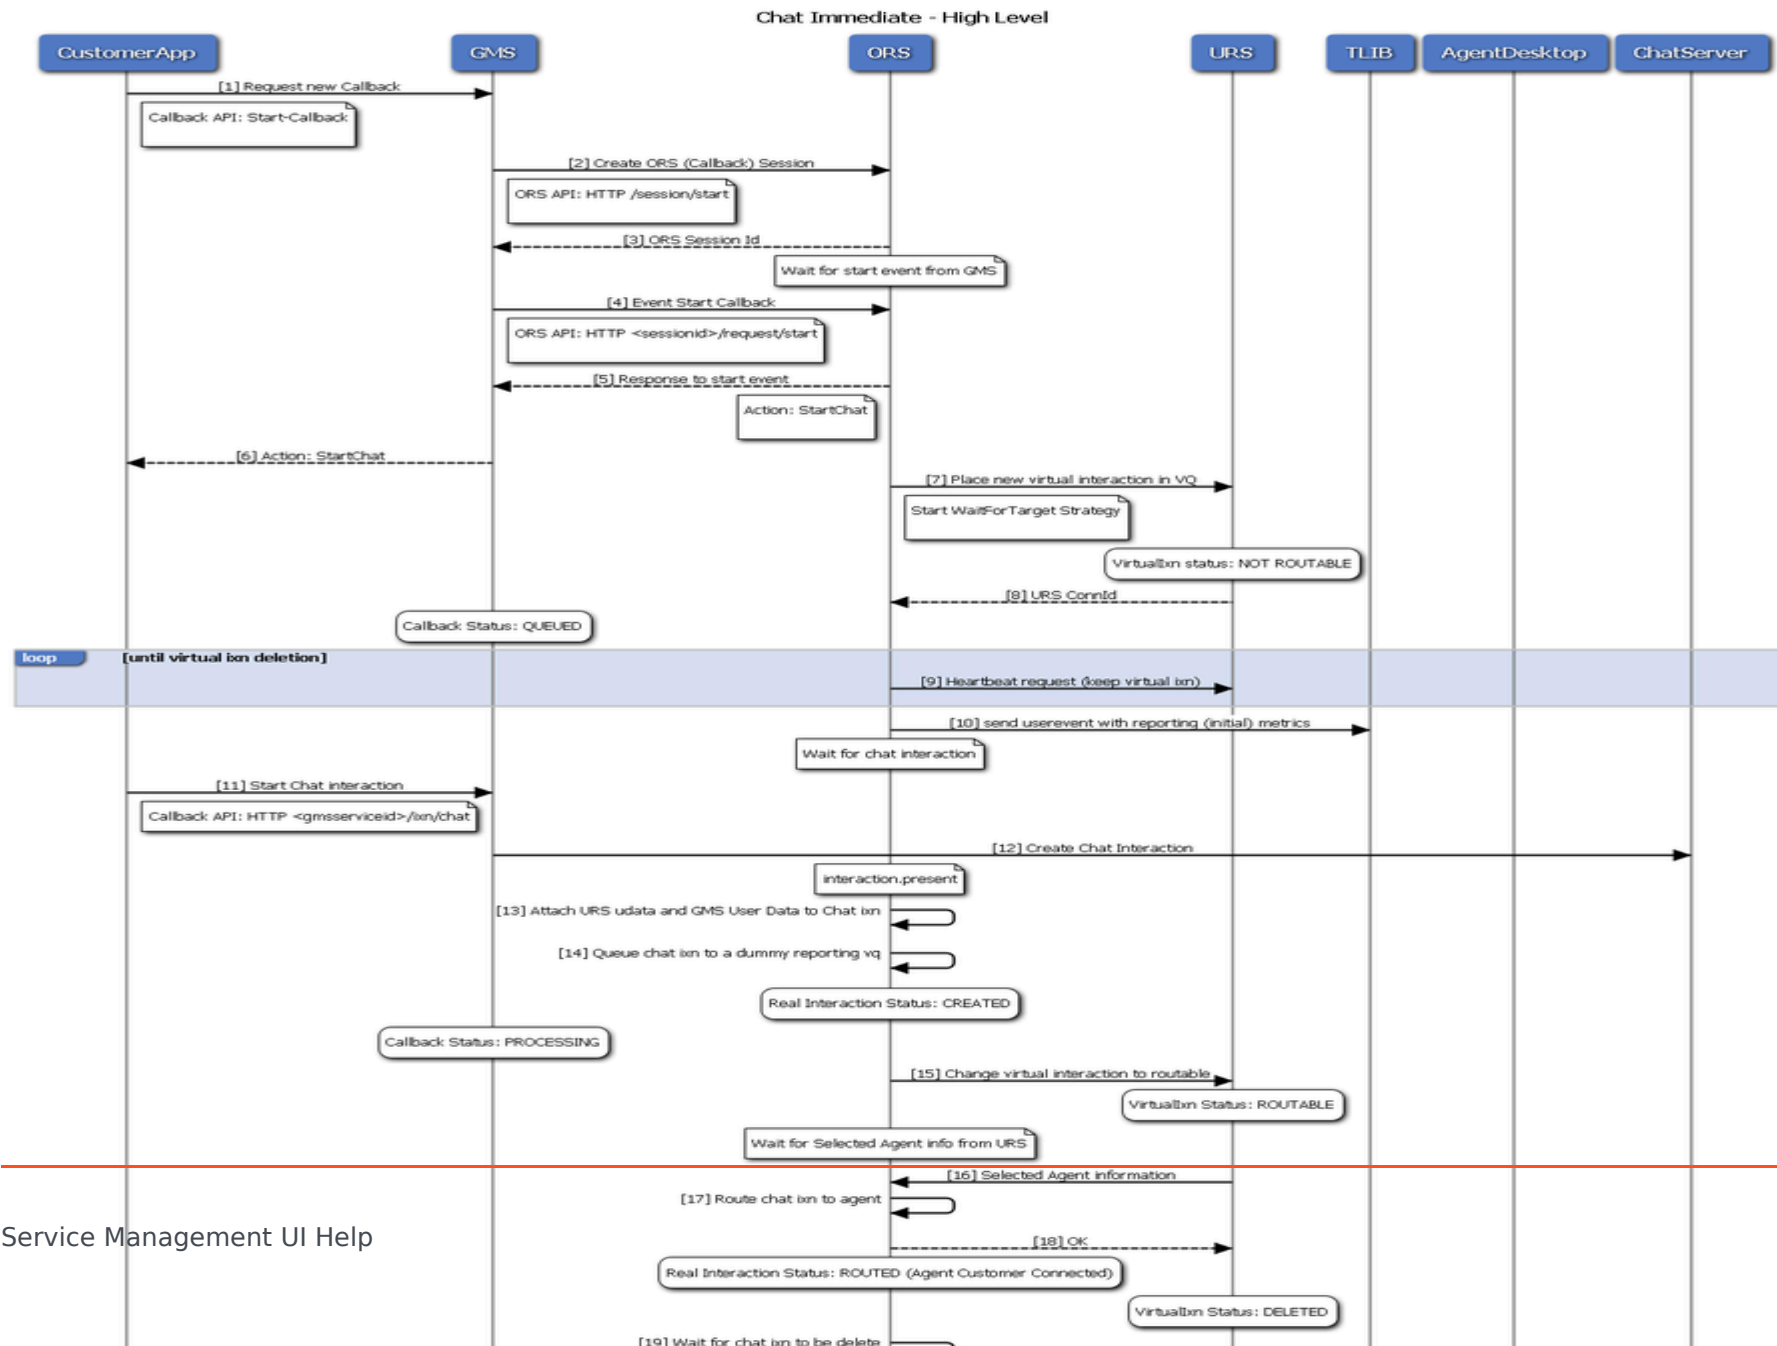 Chat Immediate - High Level
CustomerApp
GMS
ORS
URS
TLIB
AgentDesktop
ChatServer
[1] Request new Callback
Callback API: Start-Callback
[2] Create ORS (Callback) Session
ORS API: HTTP /session/start
[3] ORS Session Id
Wait for start event from GMS
[4] Event Start Callback
ORS API: HTTP <sessionid>/request/start
[5] Response to start event
Action: StartChat
[6] Action: StartChat
[7] Place new virtual interaction in VQ
Start WaitForTarget Strategy
VirtualIxn status: NOT ROUTABLE
[8] URS ConnId
Callback Status: QUEUED
loop
[until virtual ixn deletion]
[9] Heartbeat request (keep virtual ixn)
[10] send userevent with reporting (initial) metrics
Wait for chat interaction
[11] Start Chat interaction
Callback API: HTTP <gmsserviceid>/ixn/chat
[12] Create Chat Interaction
interaction.present
[13] Attach URS udata and GMS User Data to Chat ixn
[14] Queue chat ixn to a dummy reporting vq
Real Interaction Status: CREATED
Callback Status: PROCESSING
[15] Change virtual interaction to routable
VirtualIxn Status: ROUTABLE
Wait for Selected Agent info from URS
[16] Selected Agent information
[17] Route chat ixn to agent
Service Management UI Help
[18] OK
Real Interaction Status: ROUTED (Agent Customer Connected)
VirtualIxn Status: DELETED
[19] Wait for chat ixn to be delete